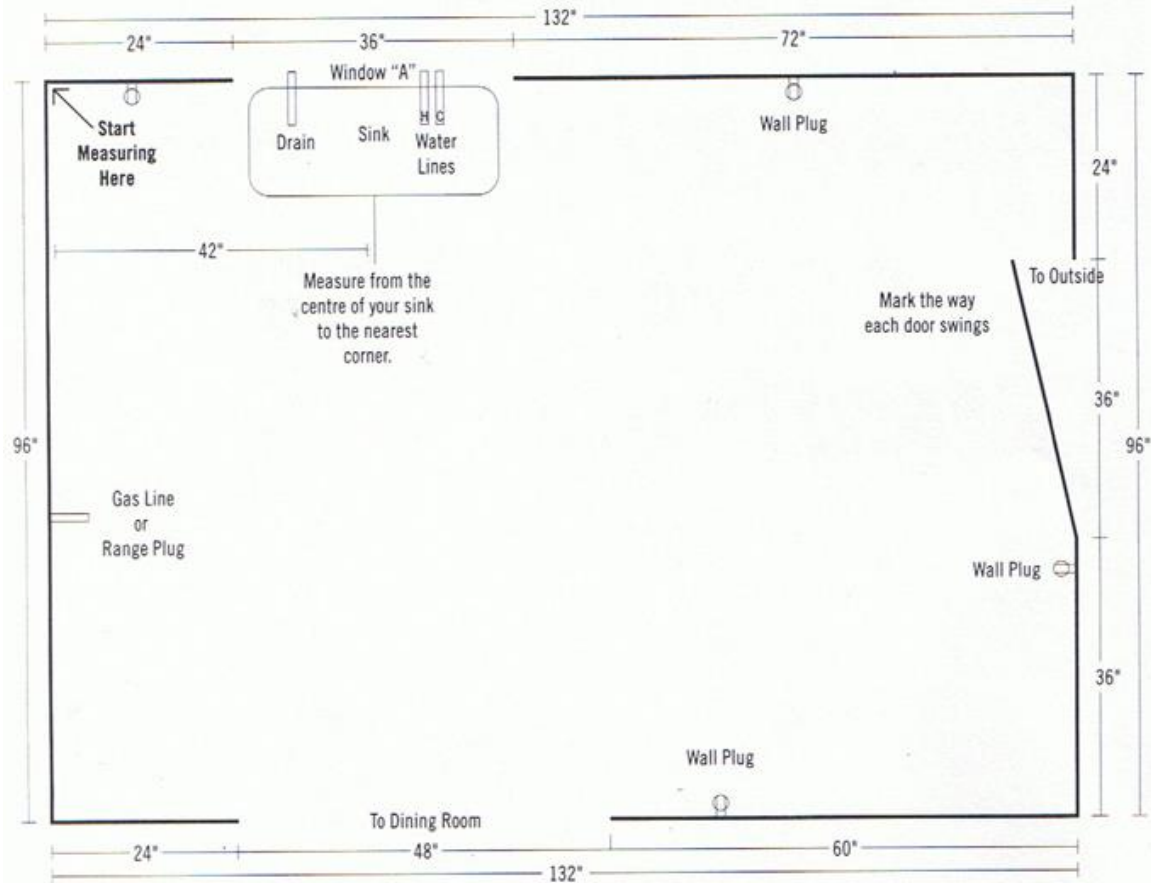 132"
24"
36"
72"
Window "A"
Start
Measuring
Here
Drain
Sink
H
C
Water
Lines
Wall Plug
24"
42"
To Outside
Measure from the
centre of your sink
to the nearest
corner.
Mark the way
each door swings
36"
96"
96"
Gas Line
or
Range Plug
Wall Plug
36"
Wall Plug
To Dining Room
24"
48"
60"
132"